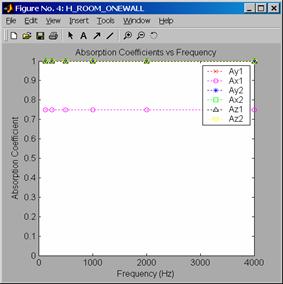 Figure No. 4: H_ROOM_ONEWALL
File Edit View Insert Tools Window Help
Absorption Coefficients vs Frequency
1
0.9
0.8
0.7
0.6
0.5
0.4
0.3
0.2
0.1
0
Absorption Coefficient
Ay1
Ax1
Ay2
Ax2
Az1
Az2
0 1000 2000 3000 4000
Frequency (Hz)